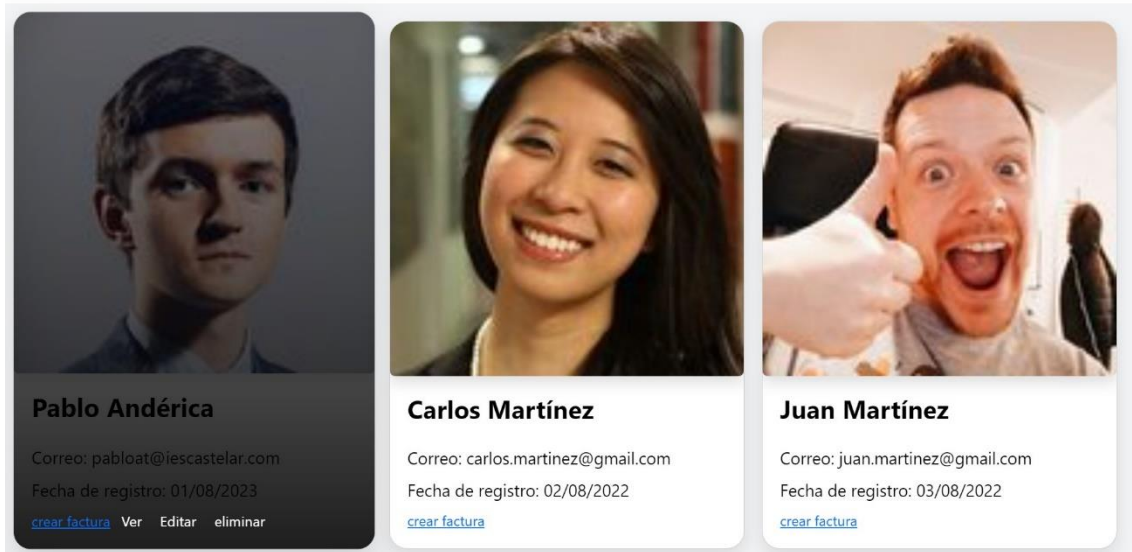 Pablo Andérica
Correo: pabloat@iescastelar.com
Fecha de registro: 01/08/2023
crear factura Ver Editar eliminar
Carlos Martínez
Correo: carlos.martinez@gmail.com
Fecha de registro: 02/08/2022
crear factura
Juan Martínez
Correo: juan.martinez@gmail.com
Fecha de registro: 03/08/2022
crear factura